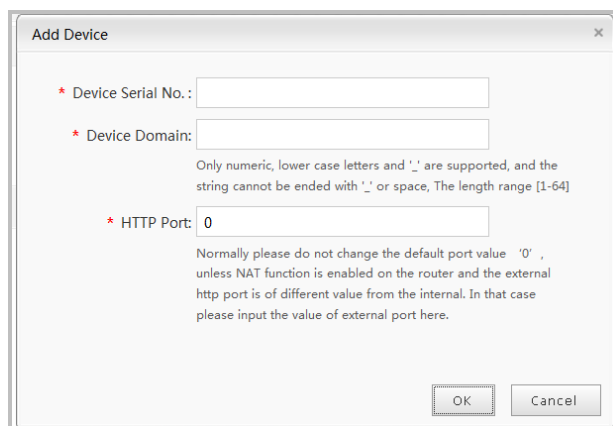 Add Device ×
* Device Serial No. :
* Device Domain:
Only numeric, lower case letters and '_' are supported, and the
string cannot be ended with '_' or space, The length range [1-64]
* HTTP Port: 0
Normally please do not change the default port value ‘0’,
unless NAT function is enabled on the router and the external
http port is of different value from the internal. In that case
please input the value of external port here.
OK Cancel